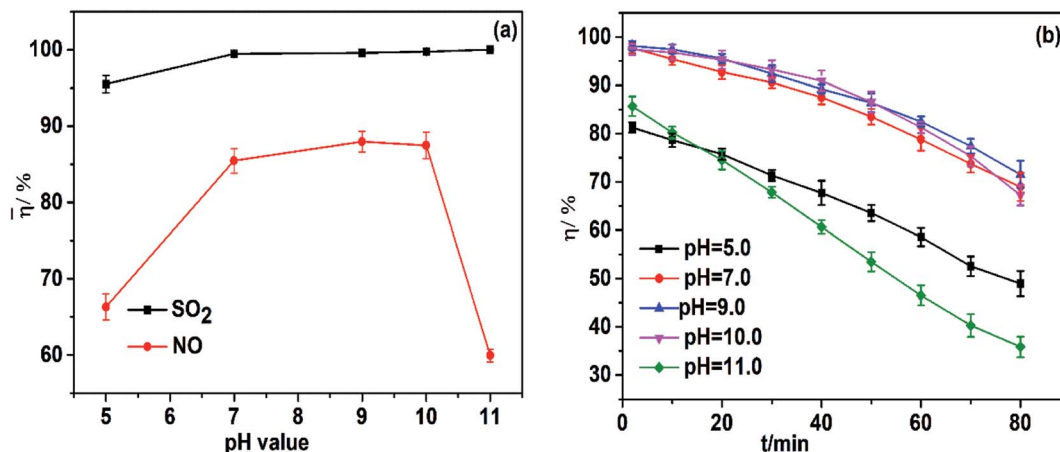 (a)
100
90
80
70
60
η̅/ %
SO2
NO
5 6 7 8 9 10 11
pH value
(b)
100
90
80
70
60
50
40
30
η/ %
pH=5.0
pH=7.0
pH=9.0
pH=10.0
pH=11.0
0 20 40 60 80
t/min